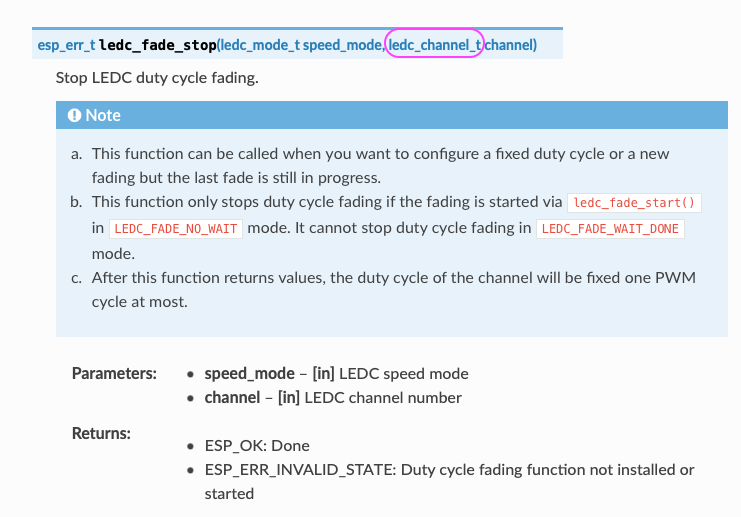 esp_err_t ledc_fade_stop(ledc_mode_t speed_mode, ledc_channel_t channel)
Stop LEDC duty cycle fading.
Note
a. This function can be called when you want to configure a fixed duty cycle or a new
fading but the last fade is still in progress.
b. This function only stops duty cycle fading if the fading is started via ledc_fade_start()
in LEDC_FADE_NO_WAIT mode. It cannot stop duty cycle fading in LEDC_FADE_WAIT_DONE
mode.
c. After this function returns values, the duty cycle of the channel will be fixed one PWM
cycle at most.
Parameters:
• speed_mode – [in] LEDC speed mode
• channel – [in] LEDC channel number
Returns:
• ESP_OK: Done
• ESP_ERR_INVALID_STATE: Duty cycle fading function not installed or
started